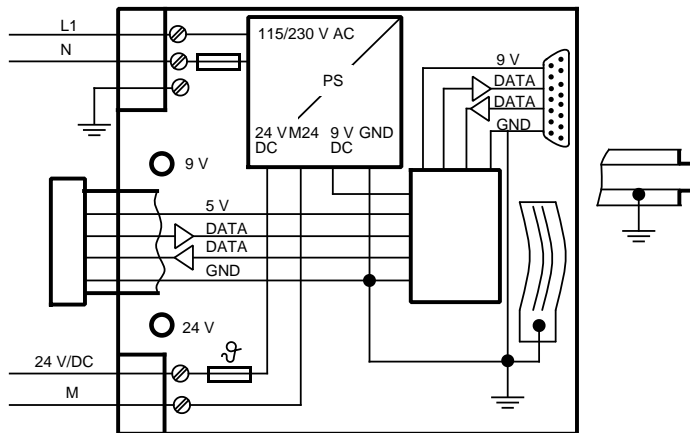 L1
N
115/230 V AC
PS
24 V M24 9 V GND
DC DC
9 V
DATA
DATA
GND
9 V
5 V
DATA
DATA
GND
24 V
24 V/DC
M